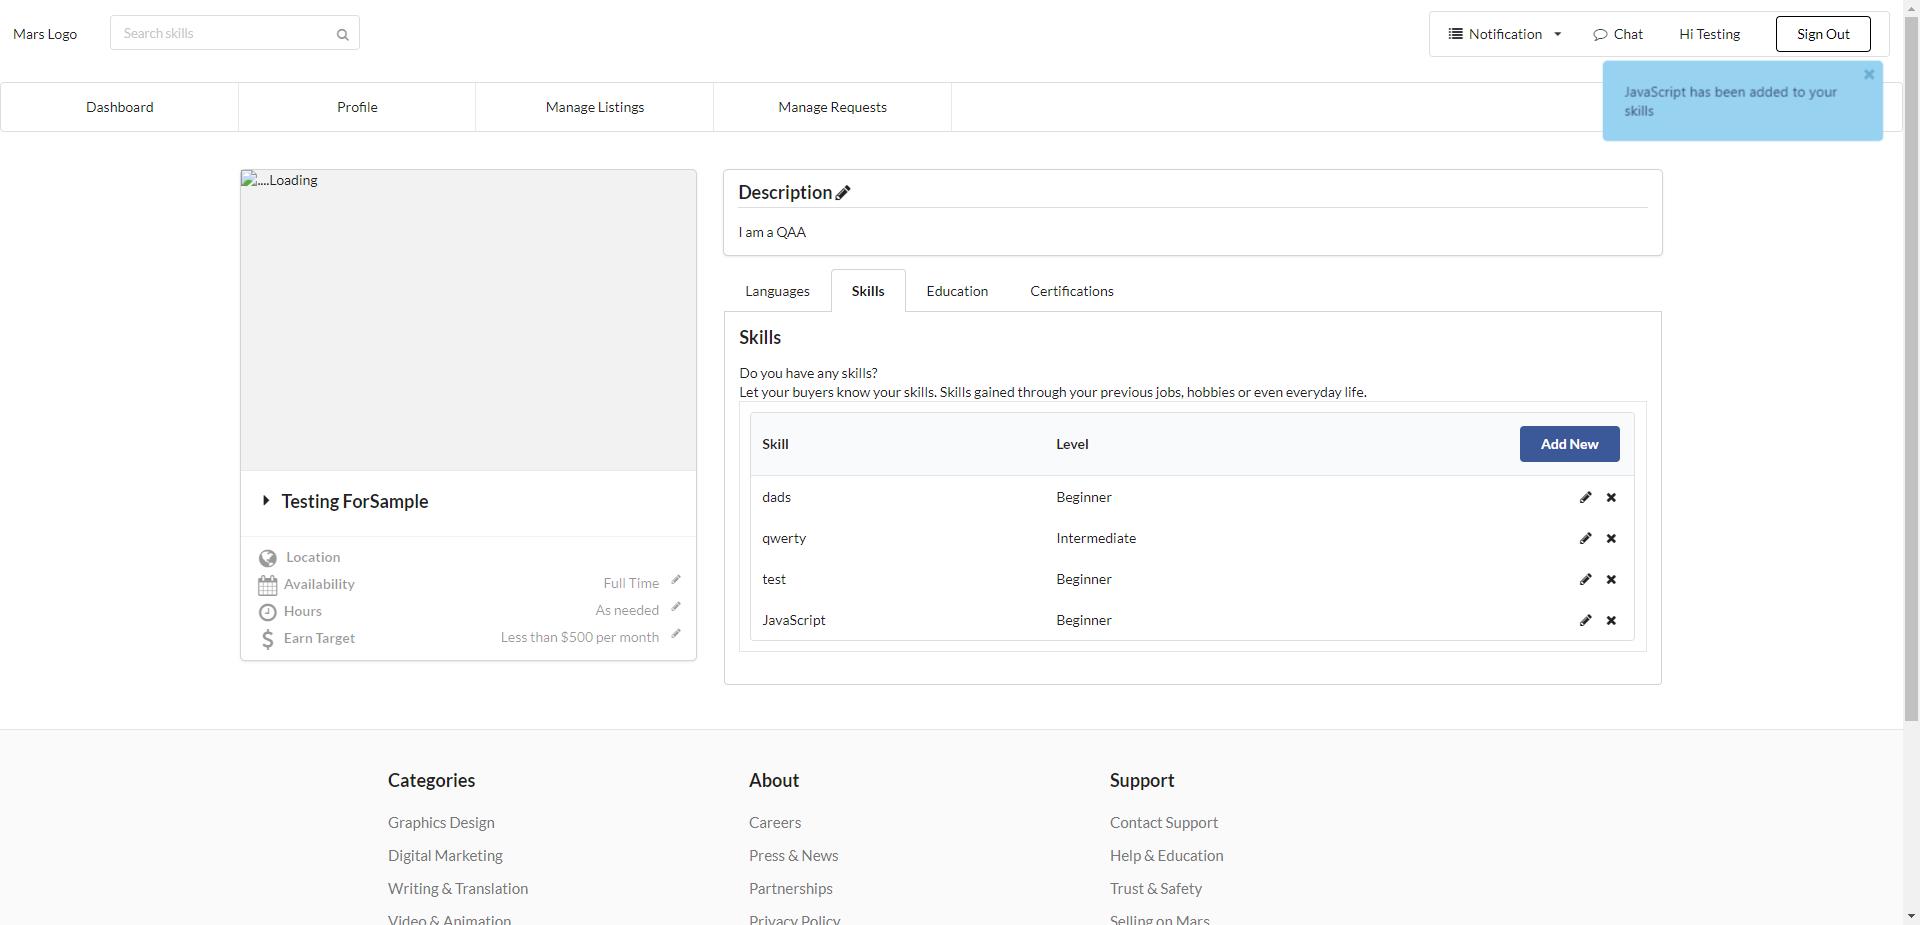 Mars Logo
Search skills
Notification
Chat
Hi Testing
Sign Out
JavaScript has been added to your
skills
Dashboard
Profile
Manage Listings
Manage Requests
....Loading
Testing ForSample
Location
Availability
Full Time
Hours
As needed
Earn Target
Less than $500 per month
Description
I am a QAA
Languages
Skills
Education
Certifications
Skills
Do you have any skills?
Let your buyers know your skills. Skills gained through your previous jobs, hobbies or even everyday life.
Skill
Level
Add New
dads
Beginner
qwerty
Intermediate
test
Beginner
JavaScript
Beginner
Categories
Graphics Design
Digital Marketing
Writing & Translation
Video & Animation
About
Careers
Press & News
Partnerships
Privacy Policy
Support
Contact Support
Help & Education
Trust & Safety
Selling on Mars